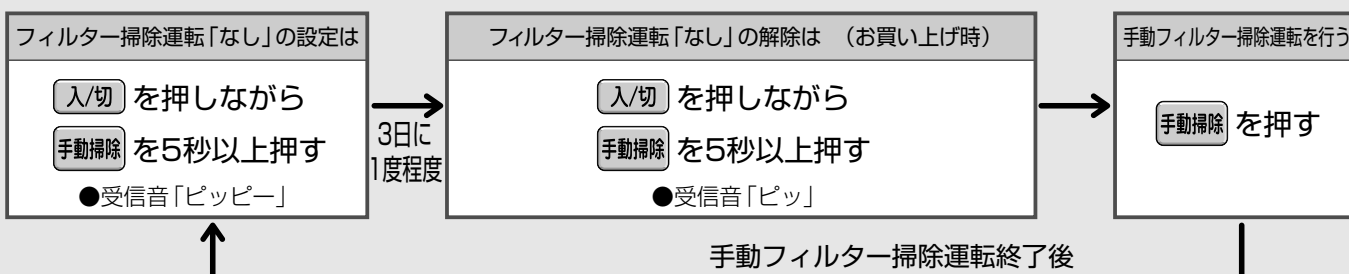 フィルター掃除運転「なし」の設定は
入/切 を押しながら
手動掃除 を5秒以上押す
●受信音「ピッピー」
3日に
1度程度
フィルター掃除運転「なし」の解除は （お買い上げ時）
入/切 を押しながら
手動掃除 を5秒以上押す
●受信音「ピッ」
手動フィルター掃除運転を行う
手動掃除 を押す
手動フィルター掃除運転終了後